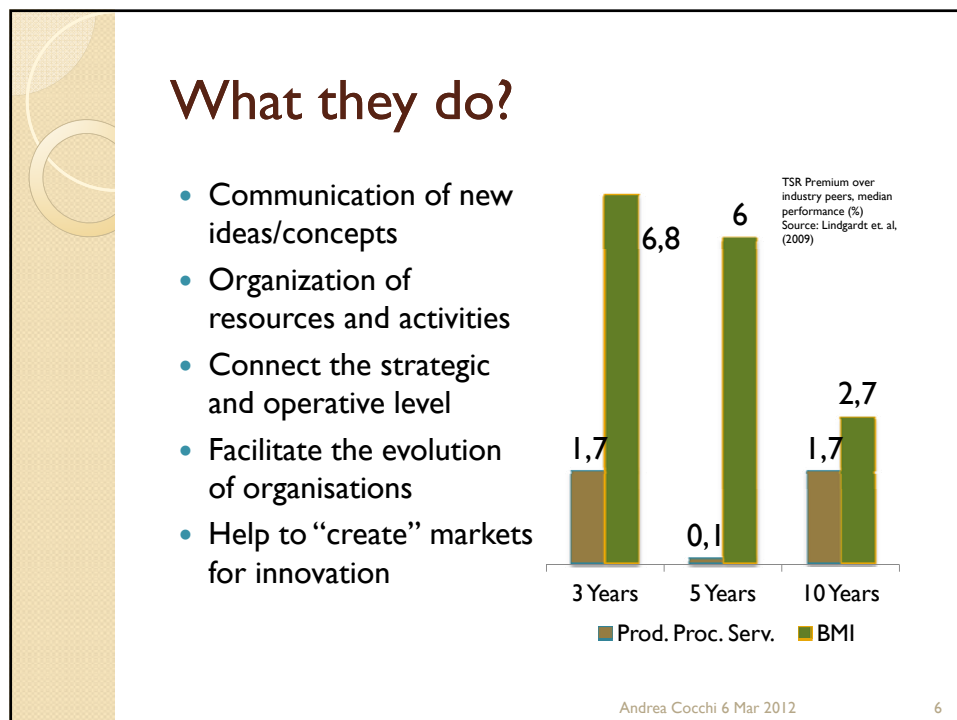 What they do?
• Communication of new
ideas/concepts
• Organization of
resources and activities
• Connect the strategic
and operative level
• Facilitate the evolution
of organisations
• Help to “create” markets
for innovation
TSR Premium over
industry peers, median
performance (%)
Source: Lindgardt et. al,
(2009)
1,7
6,8
0,1
6
1,7
2,7
3 Years
5 Years
10 Years
Prod. Proc. Serv.
BMI
Andrea Cocchi 6 Mar 2012
6